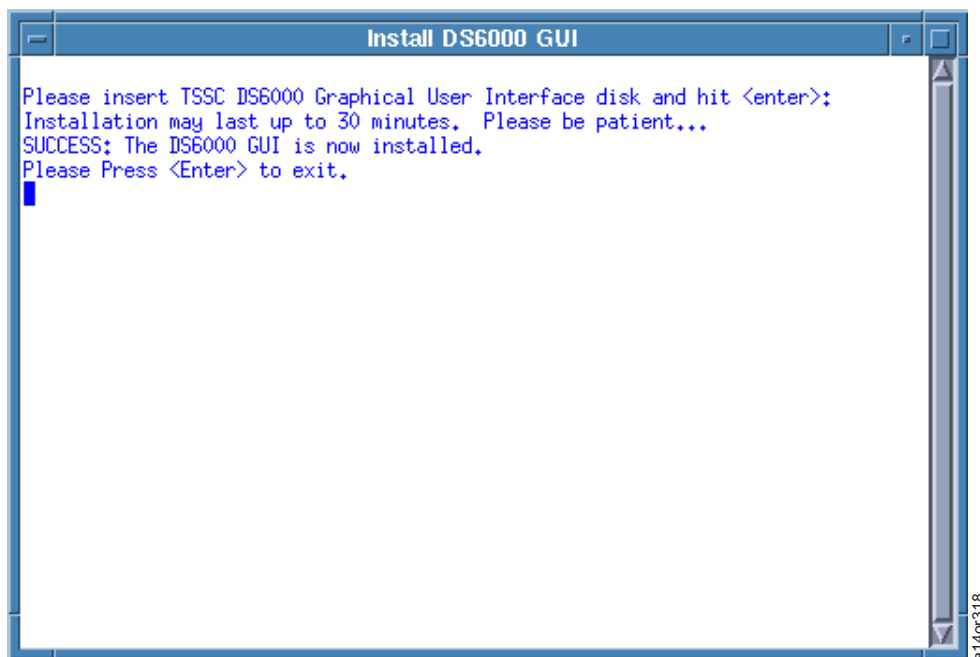 Install DS6000 GUI
Please insert TSSC DS6000 Graphical User Interface disk and hit <enter>:
Installation may last up to 30 minutes.  Please be patient...
SUCCESS: The DS6000 GUI is now installed.
Please Press <Enter> to exit.